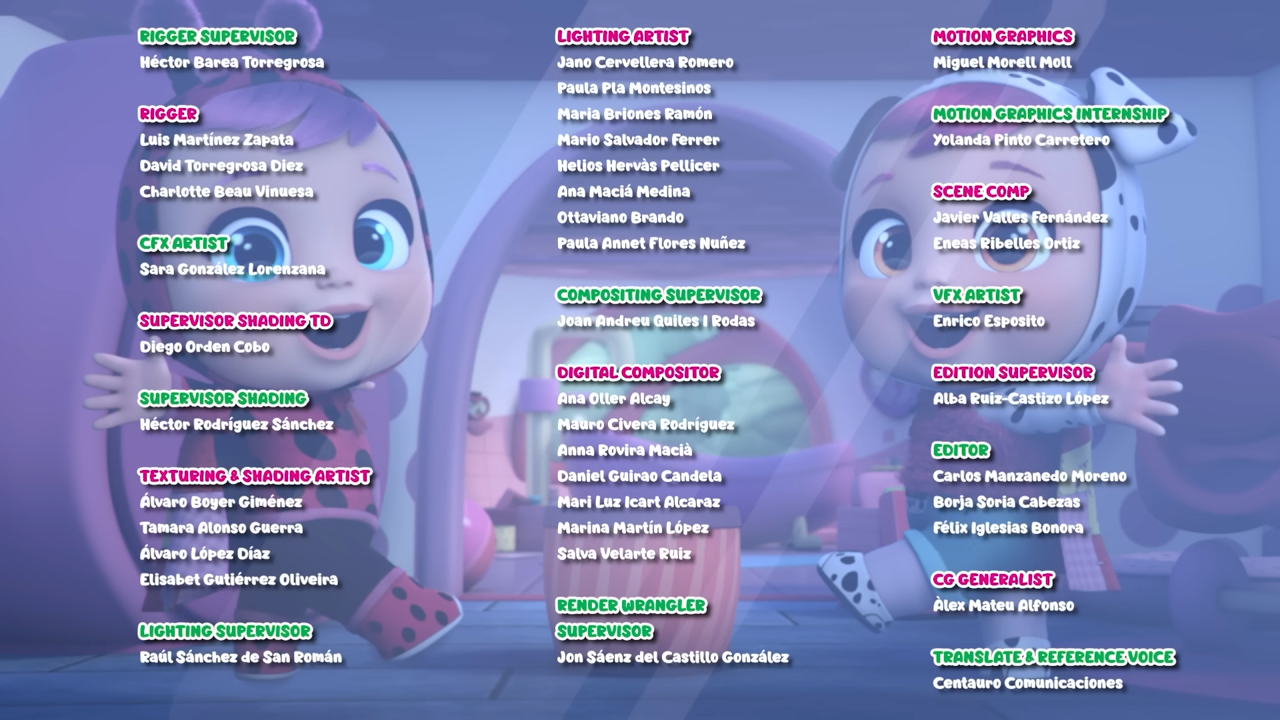 RIGGER SUPERVISOR
Héctor Barea Torregrosa
RIGGER
Luis Martínez Zapata
David Torregrosa Diez
Charlotte Beau Vinuesa
CFX ARTIST
Sara González Lorenzana
SUPERVISOR SHADING TD
Diego Orden Cobo
SUPERVISOR SHADING
Héctor Rodríguez Sánchez
TEXTURING & SHADING ARTIST
Álvaro Boyer Giménez
Tamara Alonso Guerra
Álvaro López Díaz
Elisabet Gutiérrez Oliveira
LIGHTING SUPERVISOR
Raúl Sánchez de San Román
LIGHTING ARTIST
Jano Cervellera Romero
Paula Pla Montesinos
Maria Briones Ramón
Mario Salvador Ferrer
Helios Hervàs Pellicer
Ana Maciá Medina
Ottaviano Brando
Paula Annet Flores Nuñez
COMPOSITING SUPERVISOR
Joan Andreu Quiles I Rodas
DIGITAL COMPOSITOR
Ana Oller Alcay
Mauro Civera Rodríguez
Anna Rovira Macià
Daniel Guirao Candela
Mari Luz Icart Alcaraz
Marina Martín López
Salva Velarte Ruiz
RENDER WRANGLER
SUPERVISOR
Jon Sáenz del Castillo González
MOTION GRAPHICS
Miguel Morell Moll
MOTION GRAPHICS INTERNSHIP
Yolanda Pinto Carretero
SCENE COMP
Javier Valles Fernández
Eneas Ribelles Ortiz
VFX ARTIST
Enrico Esposito
EDITION SUPERVISOR
Alba Ruiz-Castizo López
EDITOR
Carlos Manzanedo Moreno
Borja Soria Cabezas
Félix Iglesias Bonora
CG GENERALIST
Àlex Mateu Alfonso
TRANSLATE & REFERENCE VOICE
Centauro Comunicaciones